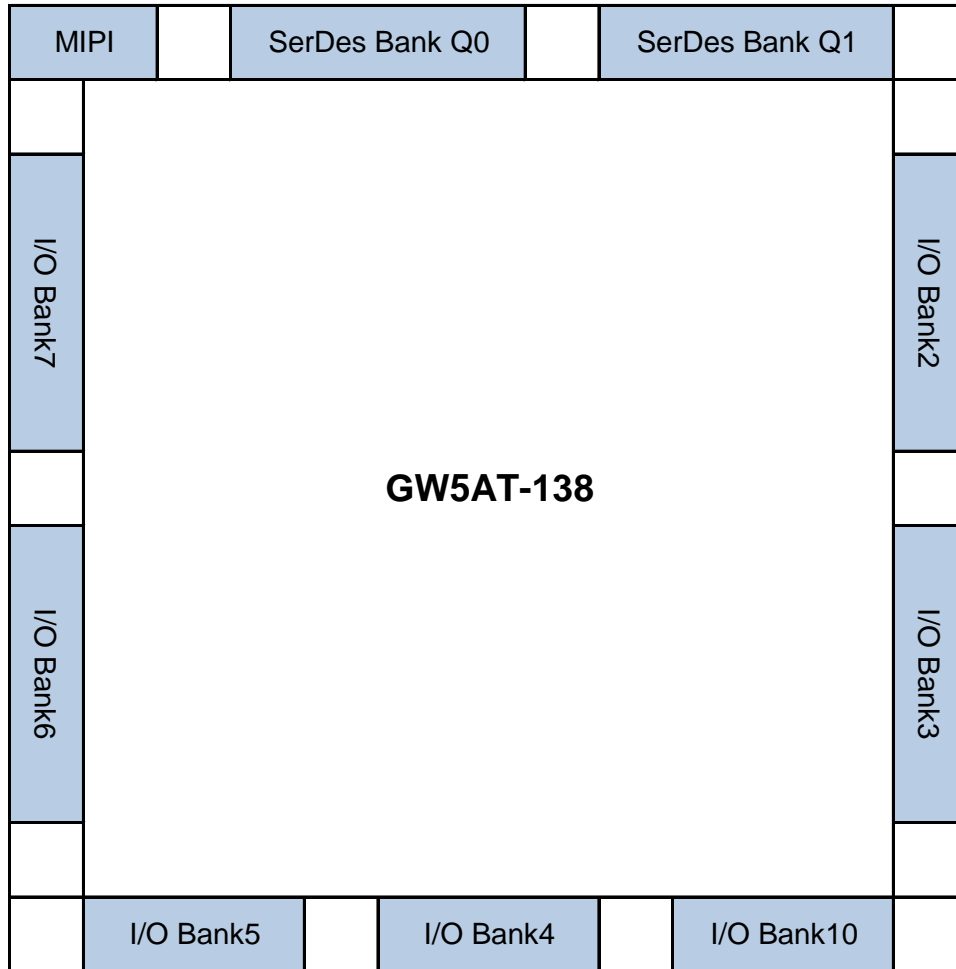 MIPI
SerDes Bank Q0
SerDes Bank Q1
I/O Bank7
I/O Bank2
GW5AT-138
I/O Bank6
I/O Bank3
I/O Bank5
I/O Bank4
I/O Bank10